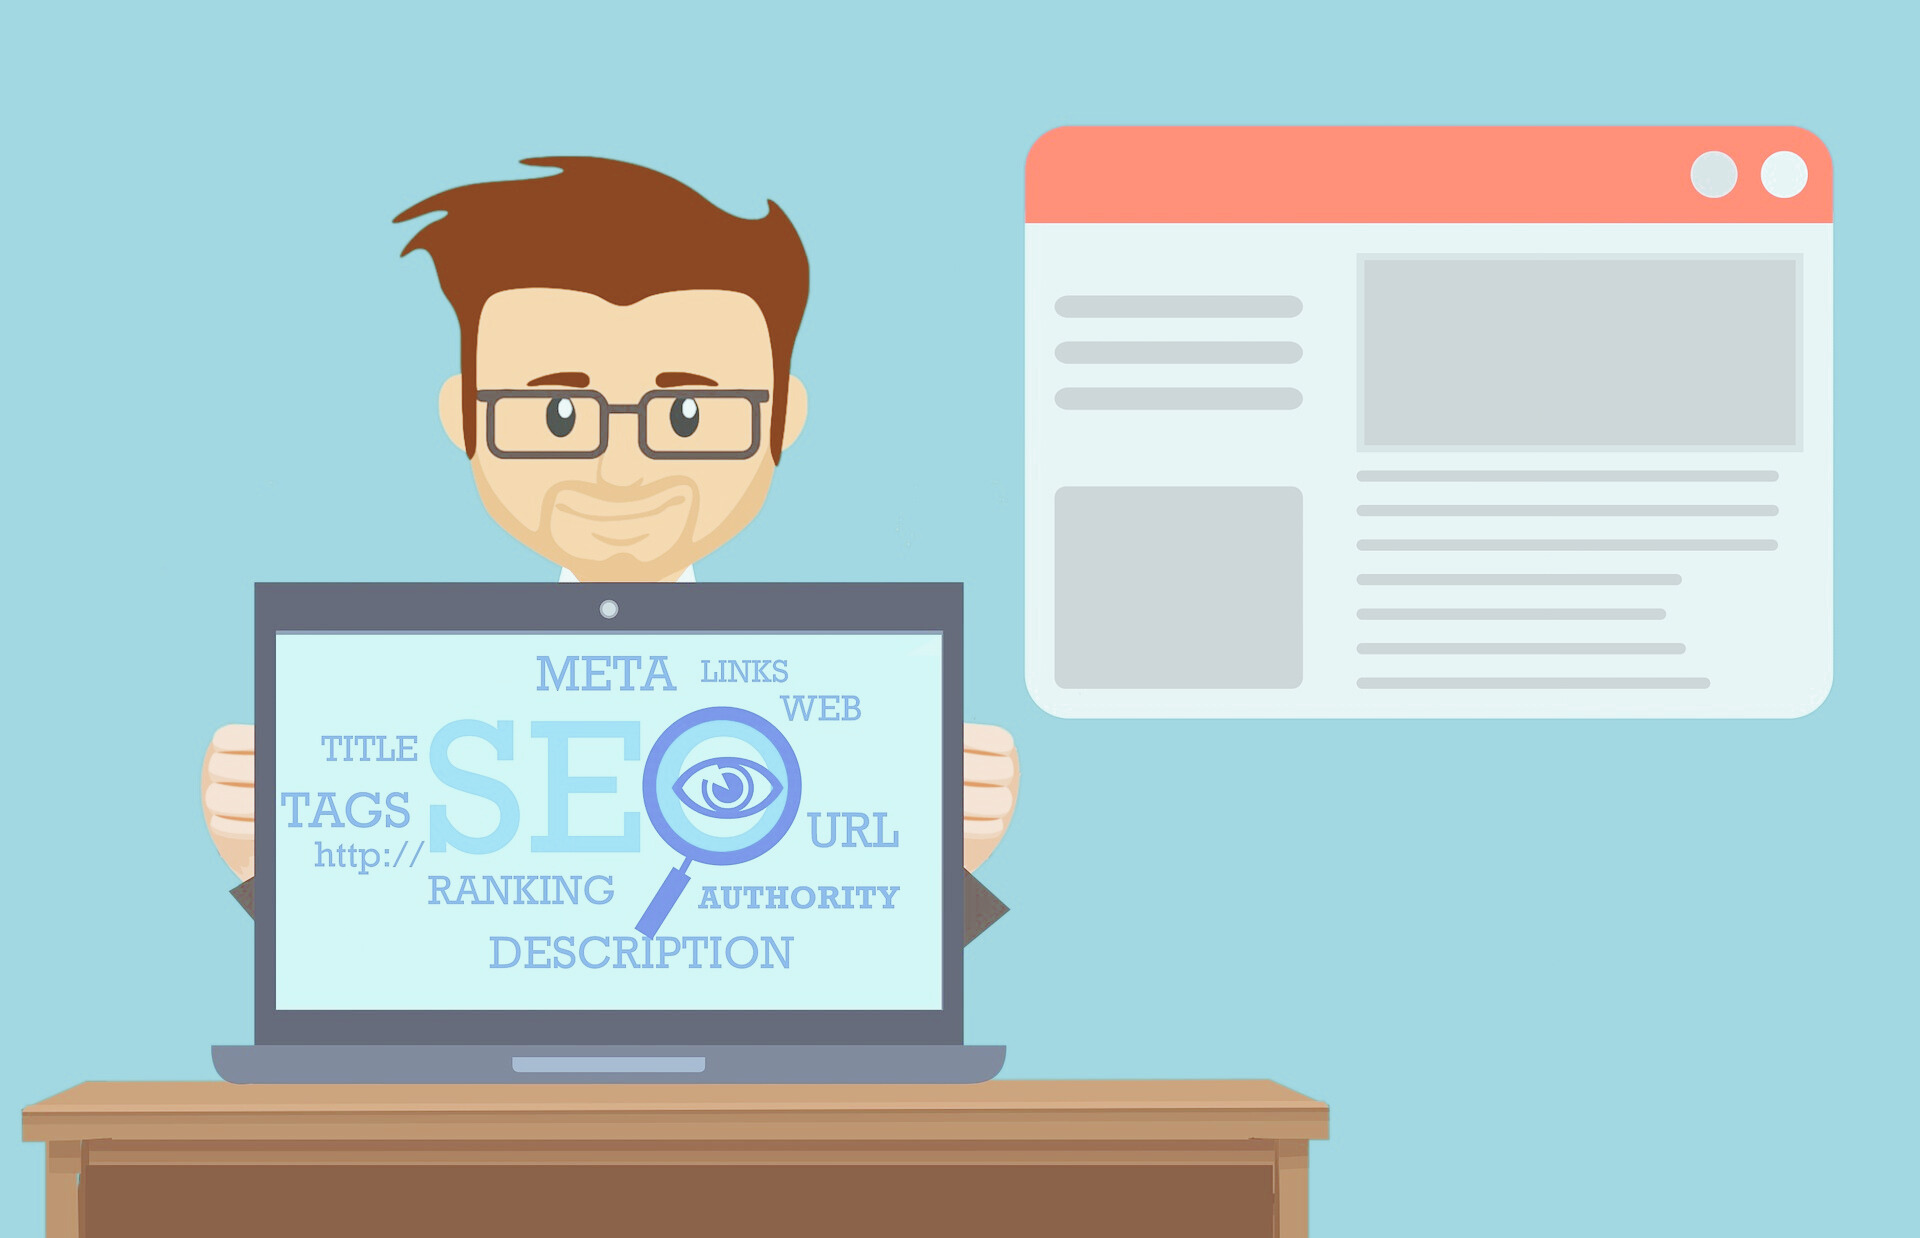 META LINKS
WEB
TITLE
SEO
TAGS
URL
http://
RANKING
AUTHORITY
DESCRIPTION